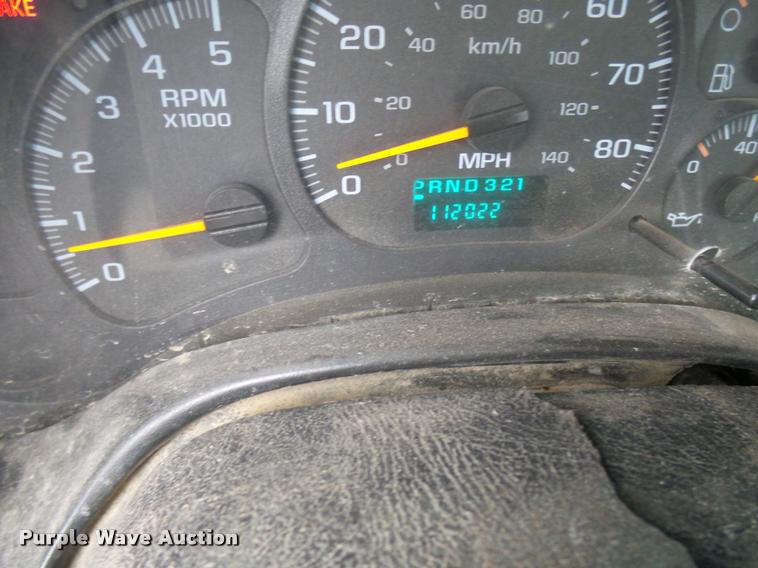 AKE
0 1 2 3 4 5
RPM
X1000
0 10 20 60 70 80
0 20 40 60 80 100 120 140
km/h
MPH
PRND321
112022
0 40
Purple Wave Auction